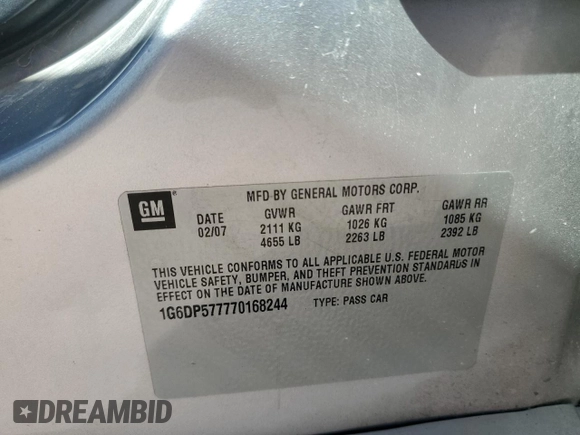 MFD BY GENERAL MOTORS CORP.
GM
DATE GVWR GAWR FRT GAWR RR
02/07 2111 KG 1026 KG 1085 KG
4655 LB 2263 LB 2392 LB
THIS VEHICLE CONFORMS TO ALL APPLICABLE U.S. FEDERAL MOTOR
VEHICLE SAFETY, BUMPER, AND THEFT PREVENTION STANDARDS IN
EFFECT ON THE DATE OF MANUFACTURE SHOWN ABOVE.
1G6DP577770168244 TYPE: PASS CAR
DREAMBID